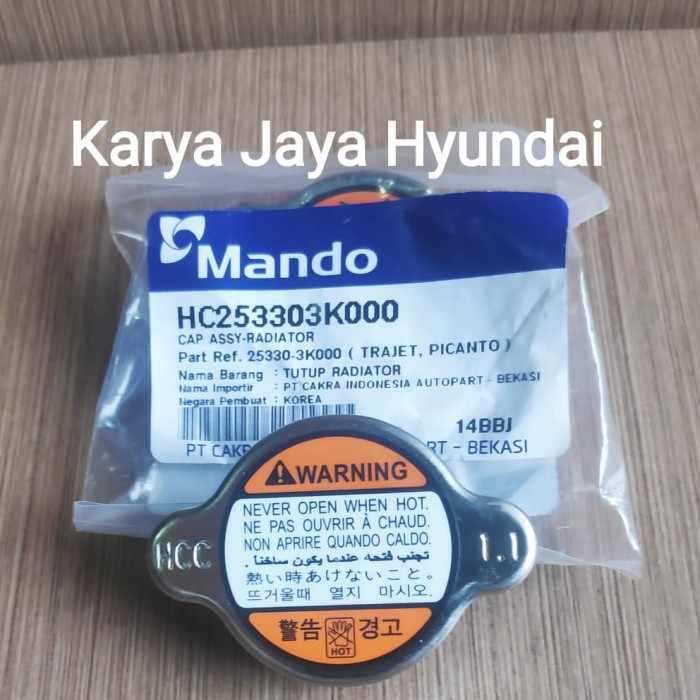 Karya Jaya Hyundai
Mando
HC253303K000
CAP ASSY-RADIATOR
Part Ref. 25330-3K000 ( TRAJET, PICANTO )
Nama Barang : TUTUP RADIATOR
Nama Importir : PT CAKRA INDONESIA AUTOPART - BEKASI
Negara Pembuat : KOREA
14BBJ
PT CAKR RT - BEKASI
WARNING
NEVER OPEN WHEN HOT.
NE PAS OUVRIR À CHAUD.
NON APRIRE QUANDO CALDO.
HCC 1.1
تجنب فتحه عندما يكون ساخنا .
熱い時あけないこと。
뜨거울때 열지 마시오.
警告 HOT 경고